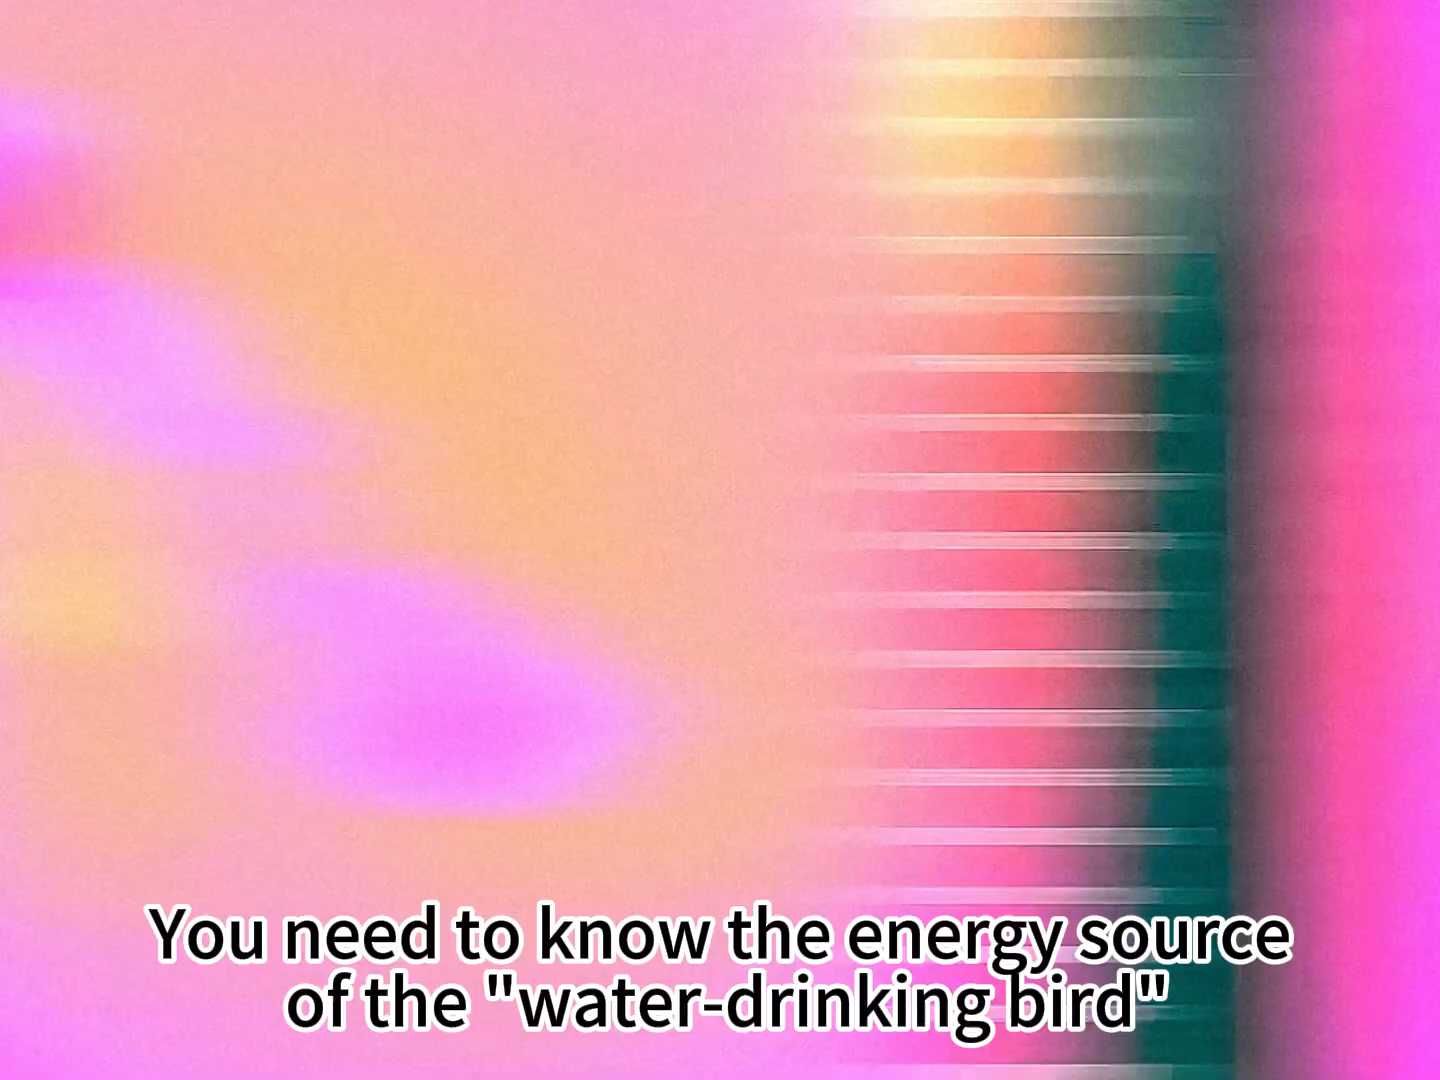 You need to know the energy source
of the "water-drinking bird"